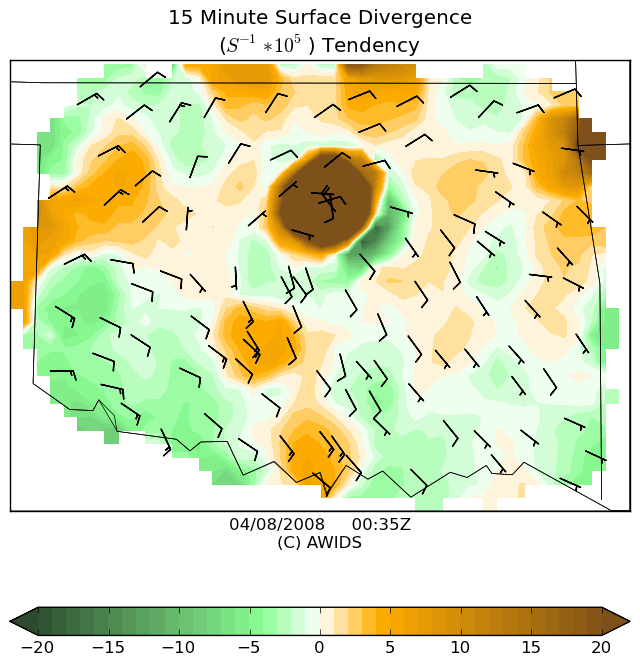 15 Minute Surface Divergence
(S⁻¹ * 10⁵ ) Tendency
04/08/2008 00:35Z
(C) AWIDS
−20 −15 −10 −5 0 5 10 15 20